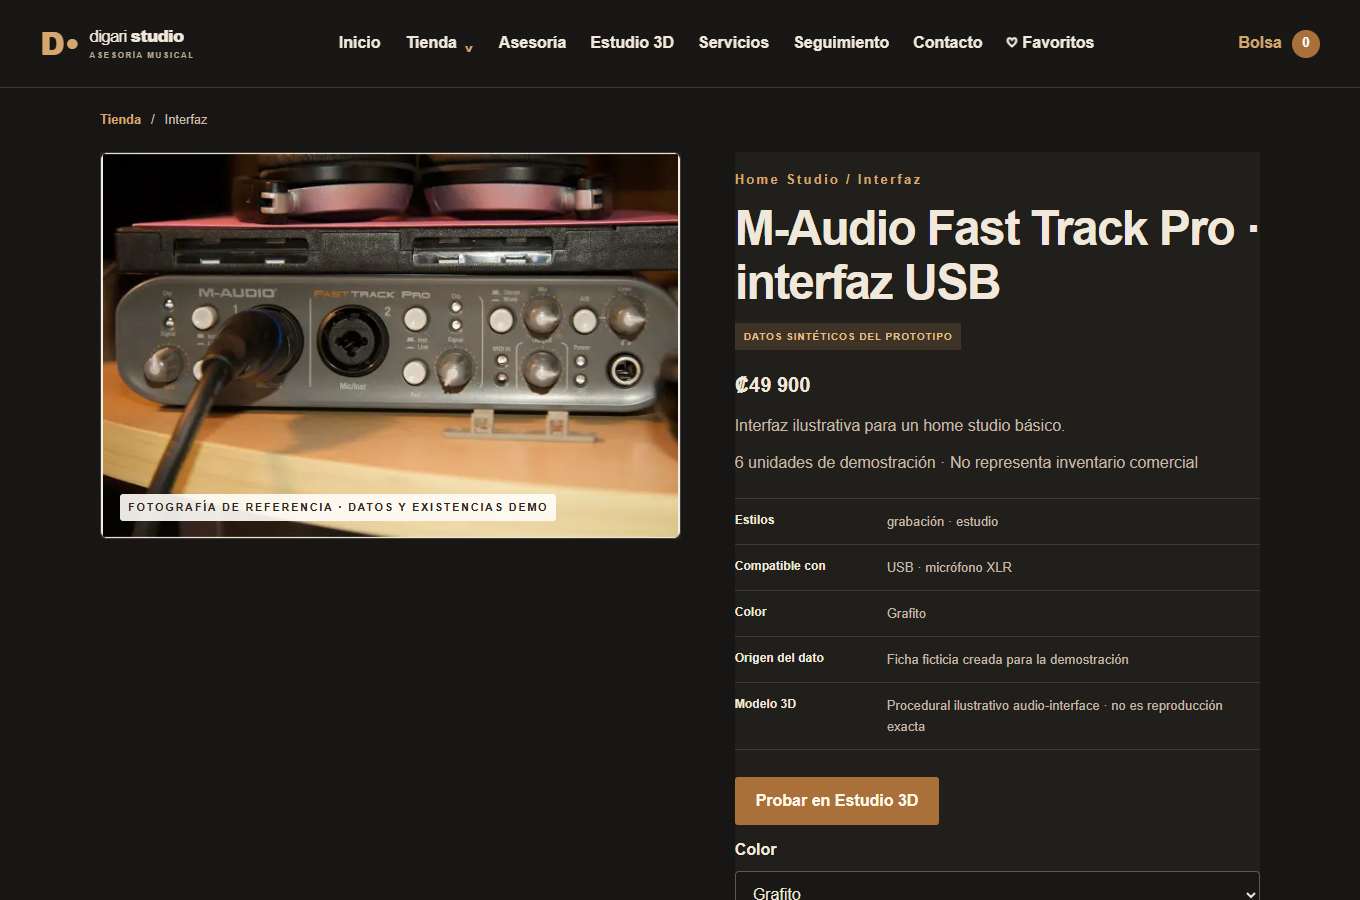 D•
digari studio
ASESORÍA MUSICAL
Inicio
Tienda v
Asesoría
Estudio 3D
Servicios
Seguimiento
Contacto
♡ Favoritos
Bolsa 0
Tienda / Interfaz
M-AUDIO
FAST TRACK PRO
1
2
Mic/Inst
FOTOGRAFÍA DE REFERENCIA · DATOS Y EXISTENCIAS DEMO
Home Studio / Interfaz
M-Audio Fast Track Pro ·
interfaz USB
DATOS SINTÉTICOS DEL PROTOTIPO
₡49 900
Interfaz ilustrativa para un home studio básico.
6 unidades de demostración · No representa inventario comercial
Estilos grabación · estudio
Compatible con USB · micrófono XLR
Color Grafito
Origen del dato Ficha ficticia creada para la demostración
Modelo 3D Procedural ilustrativo audio-interface · no es reproducción
exacta
Probar en Estudio 3D
Color
Grafito